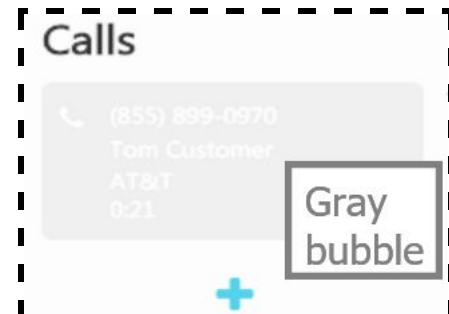 Calls
(855) 899-0970
Tom Customer
AT&T
0:21
Gray
bubble